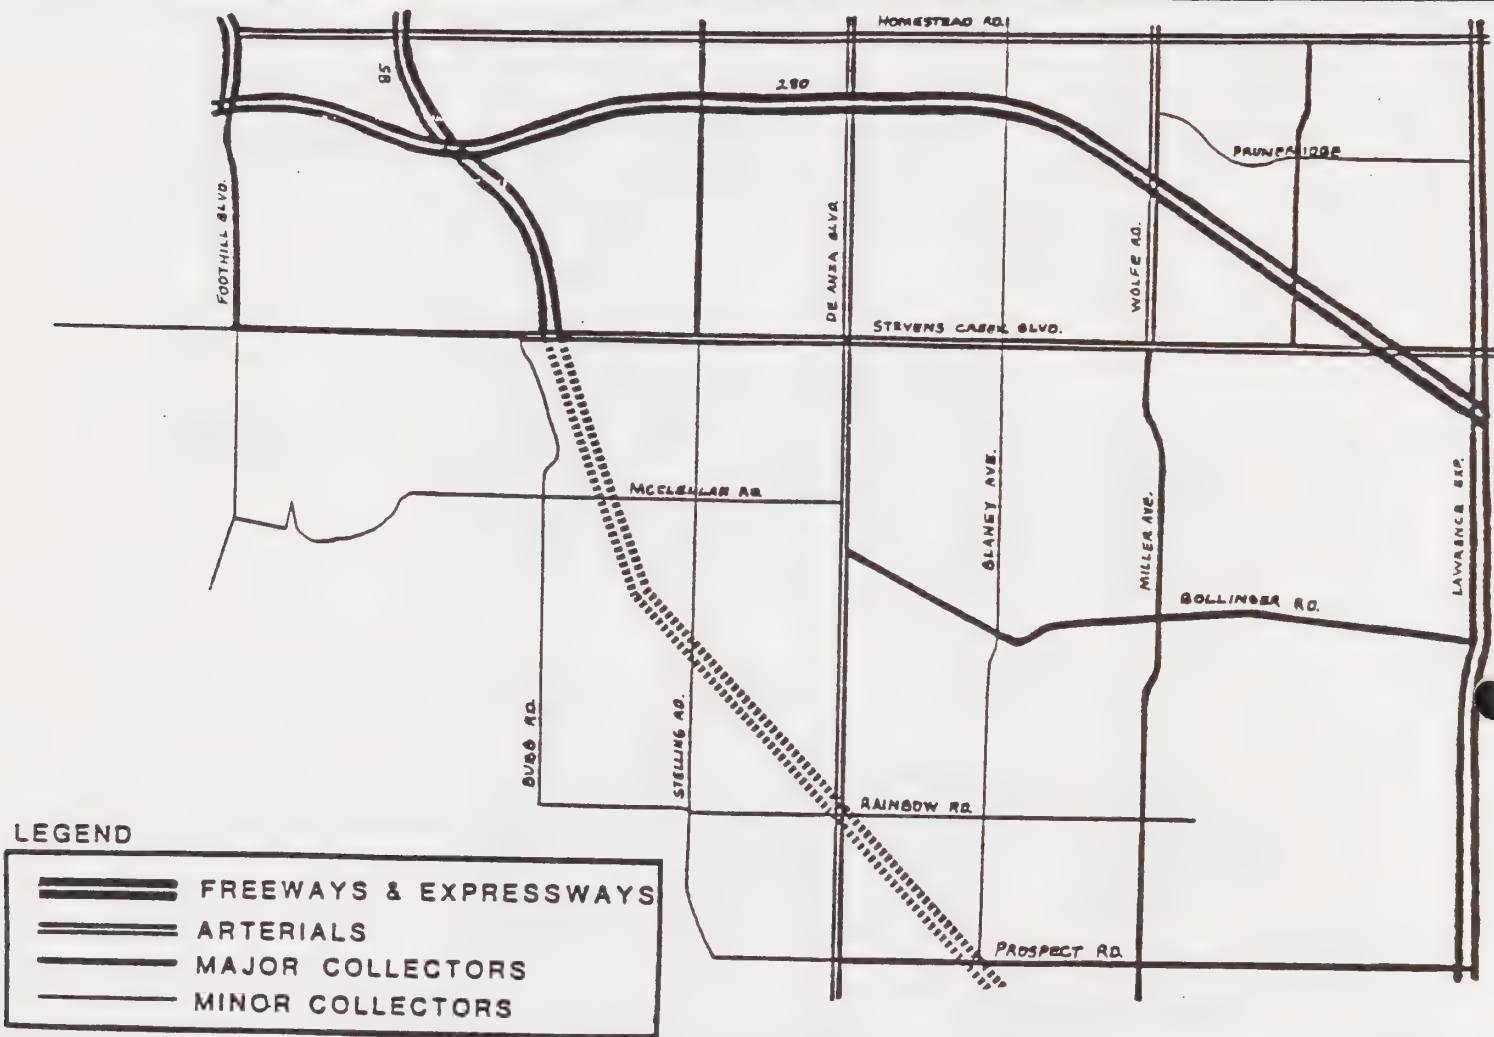 HOMESTEAD RD.
85
280
PRUNERIDGE
FOOTHILL BLVD.
DE ANZA BLVD.
WOLFE RD.
STEVENS CREEK BLVD.
MCCLELLAN RD.
BLANEY AVE.
MILLER AVE.
LAWRENCE EXP.
BOLLINGER RD.
BUBB RD.
STELLING RD.
RAINBOW RD.
PROSPECT RD.
LEGEND
FREEWAYS & EXPRESSWAYS
ARTERIALS
MAJOR COLLECTORS
MINOR COLLECTORS